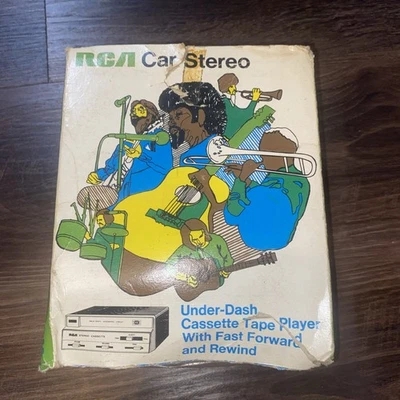 RCA Car Stereo
Under-Dash
Cassette Tape Player
With Fast Forward
and Rewind